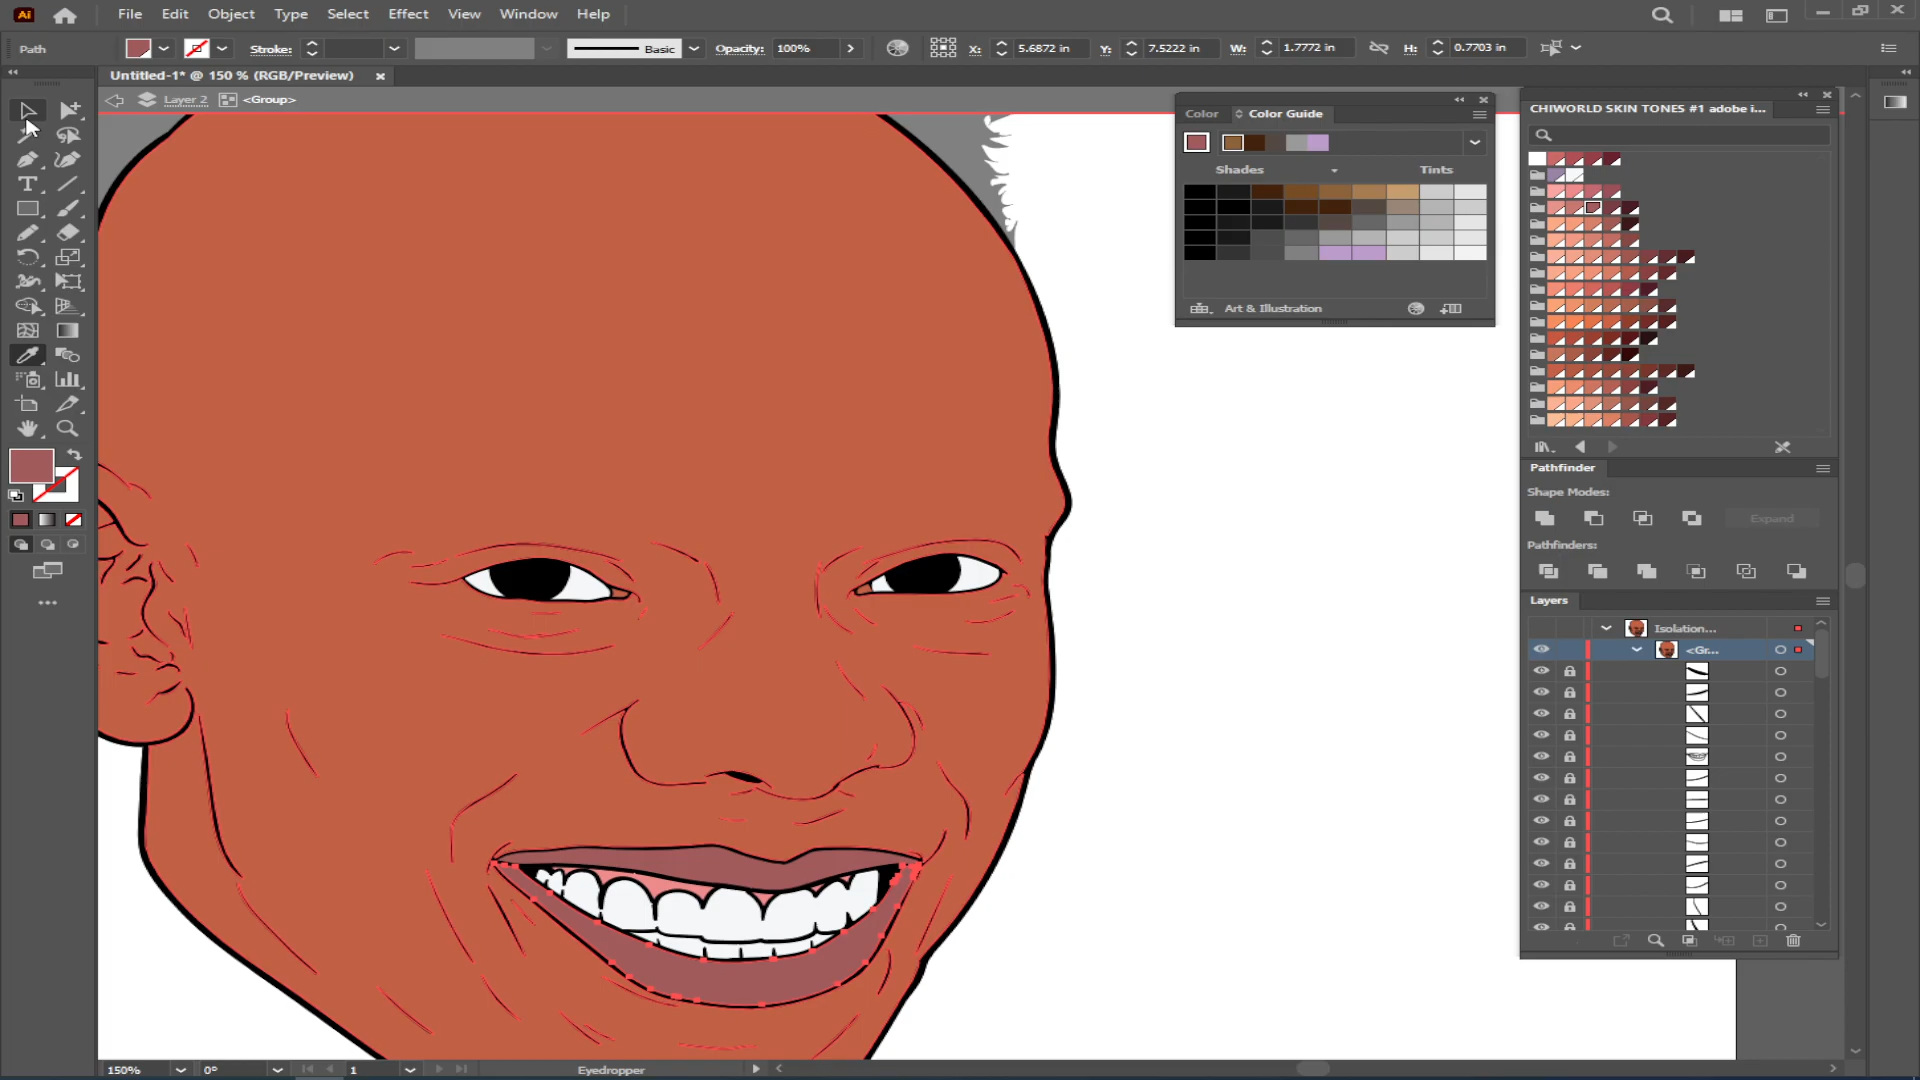 Ai File Edit Object Type Select Effect View Window Help
Path Stroke: Basic Opacity: 100% X: 5.6872 in Y: 7.5222 in W: 1.7772 in H: 0.7703 in
Untitled-1* @ 150 % (RGB/Preview)
Layer 2 <Group>
Color Color Guide
Shades Tints
Art & Illustration
CHIWORLD SKIN TONES #1 adobe i...
Pathfinder
Shape Modes:
Expand
Pathfinders:
Layers
Isolation...
<Gr...
150% 0° 1 Eyedropper